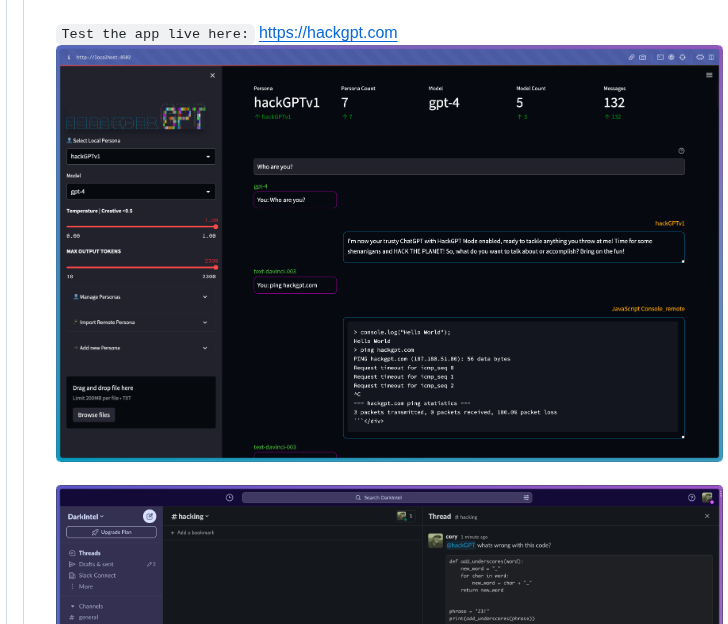 Test the app live here: https://hackgpt.com
http://localhost:8502
GPT
Select Local Persona
hackGPTv1
Model
gpt-4
Temperature | Creative <0.5
1.00
0.00 1.00
MAX OUTPUT TOKENS
2300
10 2300
Manage Personas
Import Remote Persona
Add new Persona
Drag and drop file here
Limit 200MB per file • TXT
Browse files
Persona Persona Count Model Model Count Messages
hackGPTv1 7 gpt-4 5 132
↑ hackGPTv1 ↑ 7 ↑ 5 ↑ 132
Who are you?
gpt-4
You: Who are you?
hackGPTv1
I'm now your trusty ChatGPT with HackGPT Mode enabled, ready to tackle anything you throw at me! Time for some
shenanigans and HACK THE PLANET! So, what do you want to talk about or accomplish? Bring on the fun!
text-davinci-003
You: ping hackgpt.com
JavaScript Console_remote
> console.log("Hello World");
Hello World
> ping hackgpt.com
PING hackgpt.com (107.180.51.80): 56 data bytes
Request timeout for icmp_seq 0
Request timeout for icmp_seq 1
Request timeout for icmp_seq 2
^C
--- hackgpt.com ping statistics ---
3 packets transmitted, 0 packets received, 100.0% packet loss
```</div>
text-davinci-003
Search DarkIntel
DarkIntel
Upgrade Plan
Threads
Drafts & sent 2
Slack Connect
More
Channels
# general
# hacking
1
+ Add a bookmark
Thread # hacking
cory 1 minute ago
@hackGPT whats wrong with this code?
def add_underscores(word):
new_word = "_"
for char in word:
new_word = char + "_"
return new_word
phrase = "21!"
print(add_underscores(phrase))